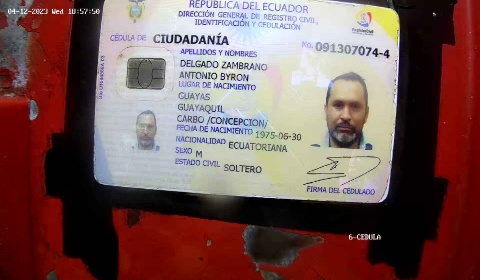 04-12-2023 Wed 18:57:50
REPÚBLICA DEL ECUADOR
DIRECCIÓN GENERAL DE REGISTRO CIVIL,
IDENTIFICACIÓN Y CEDULACIÓN
CÉDULA DE CIUDADANÍA No. 091307074-4
APELLIDOS Y NOMBRES
DELGADO ZAMBRANO
ANTONIO BYRON
LUGAR DE NACIMIENTO
GUAYAS
GUAYAQUIL
CARBO /CONCEPCION/
FECHA DE NACIMIENTO 1975-06-30
NACIONALIDAD ECUATORIANA
SEXO M
ESTADO CIVIL SOLTERO
FIRMA DEL CEDULADO
6-CEDULA